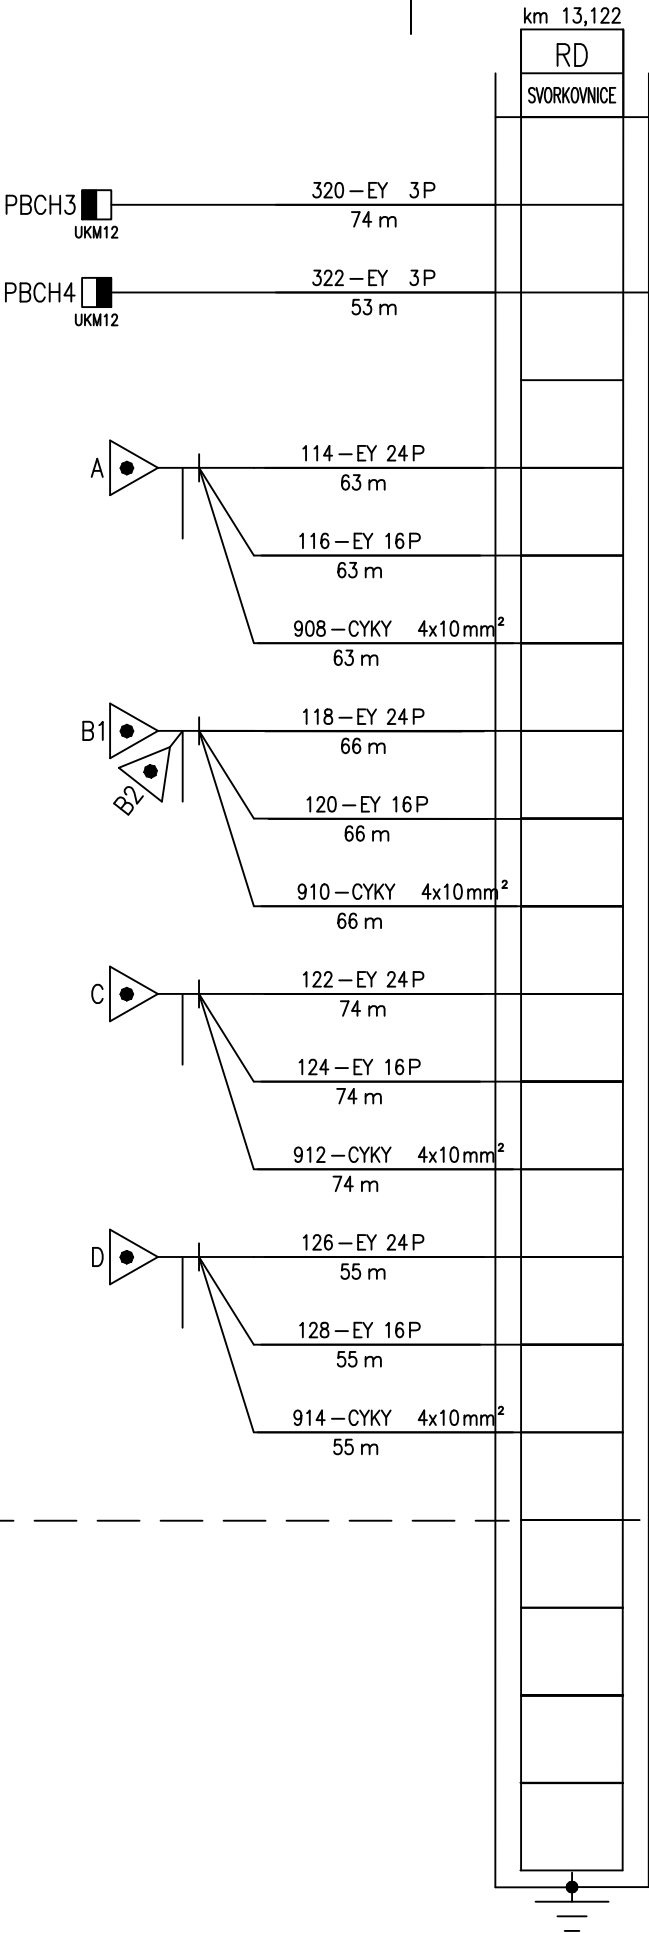 km 13,122
RD
SVORKOVNICE
320-EY 3P
PBCH3
74 m
UKM12
322-EY 3P
PBCH4
53 m
UKM12
114-EY 24P
A
63 m
116-EY 16P
63 m
908-CYKY 4x10mm²
63 m
118-EY 24P
B1
66 m
B2
120-EY 16P
66 m
910-CYKY 4x10mm²
66 m
122-EY 24P
C
74 m
124-EY 16P
74 m
912-CYKY 4x10mm²
74 m
126-EY 24P
D
55 m
128-EY 16P
55 m
914-CYKY 4x10mm²
55 m